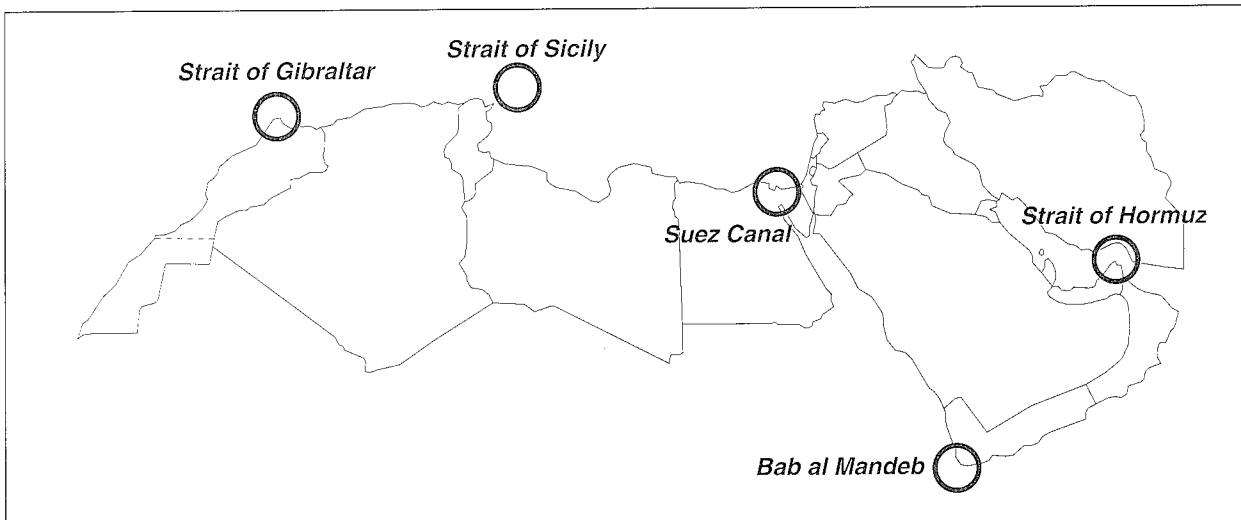 Strait of Sicily
Strait of Gibraltar
Strait of Hormuz
Suez Canal
Bab al Mandeb